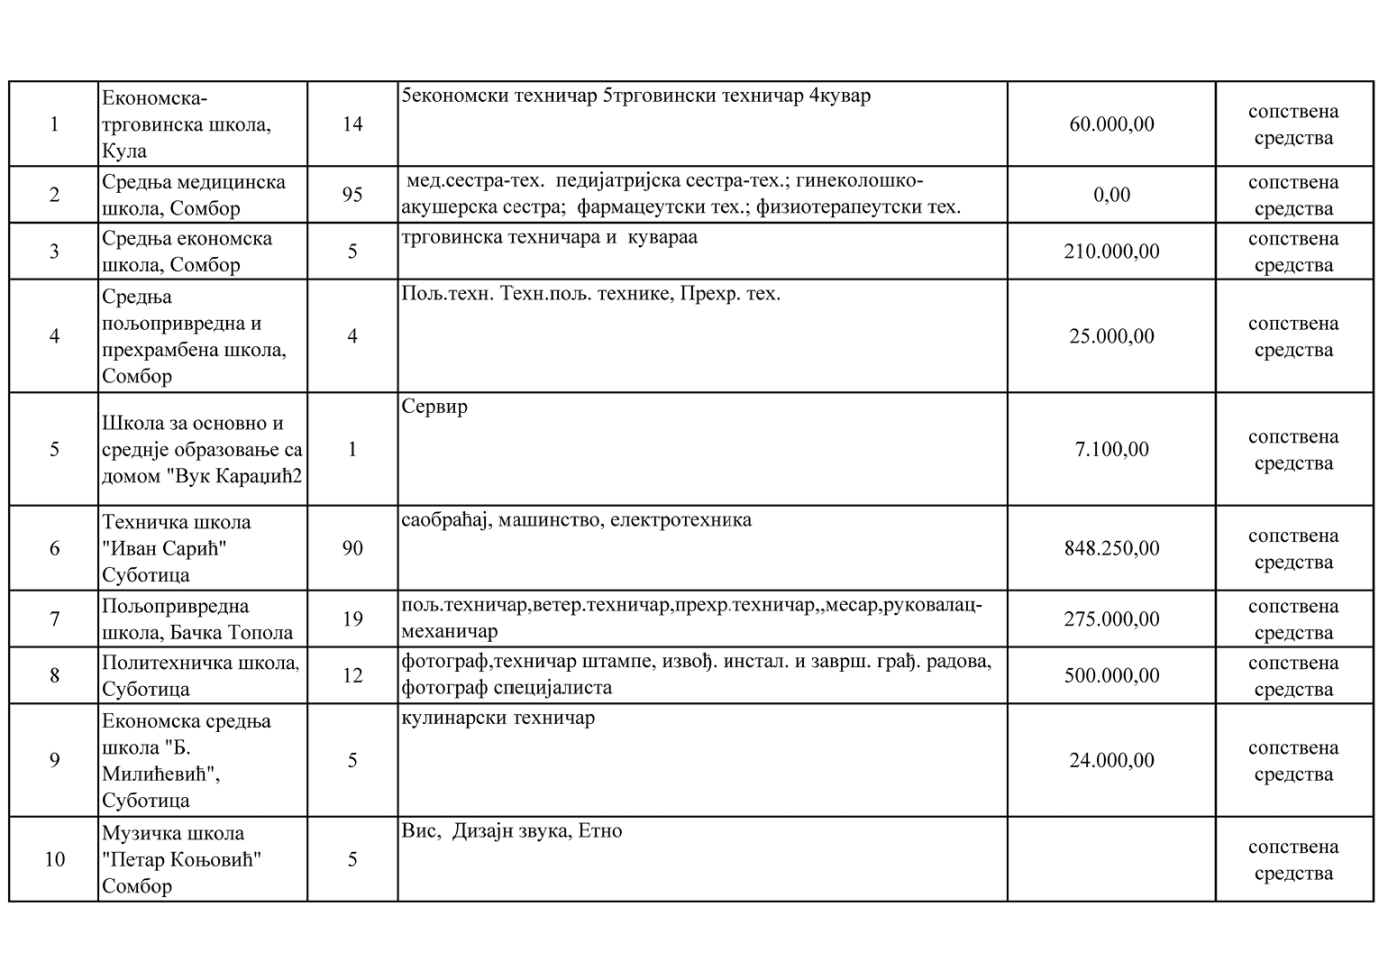 1
Економска-
трговинска школа,
Кула
14
5економски техничар 5трговински техничар 4кувар
60.000,00
сопствена
средства
2
Средња медицинска
школа, Сомбор
95
мед.сестра-тех.  педијатријска сестра-тех.; гинеколошко-
акушерска сестра;  фармацеутски тех.; физиотерапеутски тех.
0,00
сопствена
средства
3
Средња економска
школа, Сомбор
5
трговинска техничара и  кувараа
210.000,00
сопствена
средства
4
Средња
пољопривредна и
прехрамбена школа,
Сомбор
4
Пољ.техн. Техн.пољ. технике, Прехр. тех.
25.000,00
сопствена
средства
5
Школа за основно и
среднје образовање са
домом "Вук Караџић2
1
Сервир
7.100,00
сопствена
средства
6
Техничка школа
"Иван Сарић"
Суботица
90
саобраћај, машинство, електротехника
848.250,00
сопствена
средства
7
Пољопривредна
школа, Бачка Топола
19
пољ.техничар,ветер.техничар,прехр.техничар,,месар,руковалац-
механичар
275.000,00
сопствена
средства
8
Политехничка школа,
Суботица
12
фотограф,техничар штампе, извођ. инстал. и заврш. грађ. радова,
фотограф специјалиста
500.000,00
сопствена
средства
9
Економска средња
школа "Б.
Милићевић",
Суботица
5
кулинарски техничар
24.000,00
сопствена
средства
10
Музичка школа
"Петар Коњовић"
Сомбор
5
Вис,  Дизајн звука, Етно
сопствена
средства